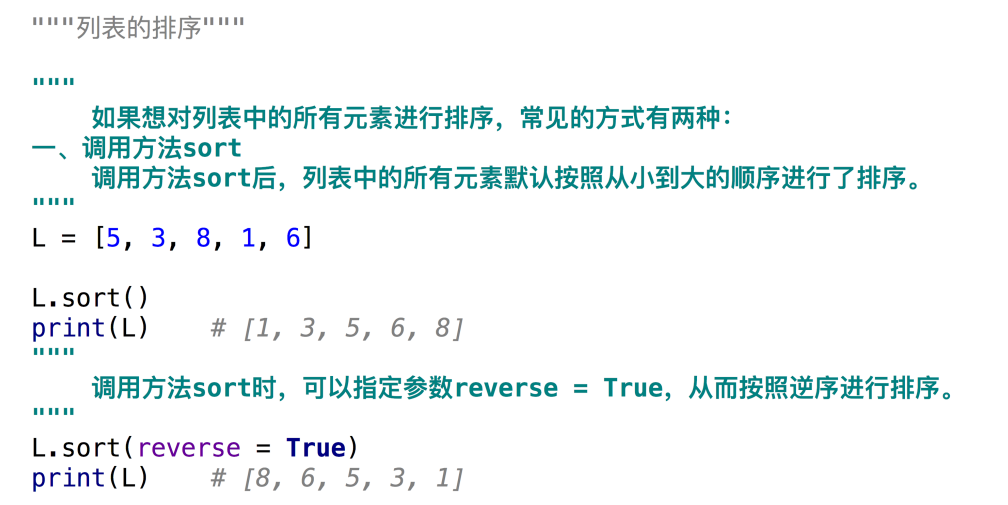 """列表的排序"""
"""
如果想对列表中的所有元素进行排序，常见的方式有两种：
一、调用方法sort
调用方法sort后，列表中的所有元素默认按照从小到大的顺序进行了排序。
"""
L = [5, 3, 8, 1, 6]
L.sort()
print(L)    # [1, 3, 5, 6, 8]
"""
调用方法sort时，可以指定参数reverse = True，从而按照逆序进行排序。
"""
L.sort(reverse = True)
print(L)    # [8, 6, 5, 3, 1]